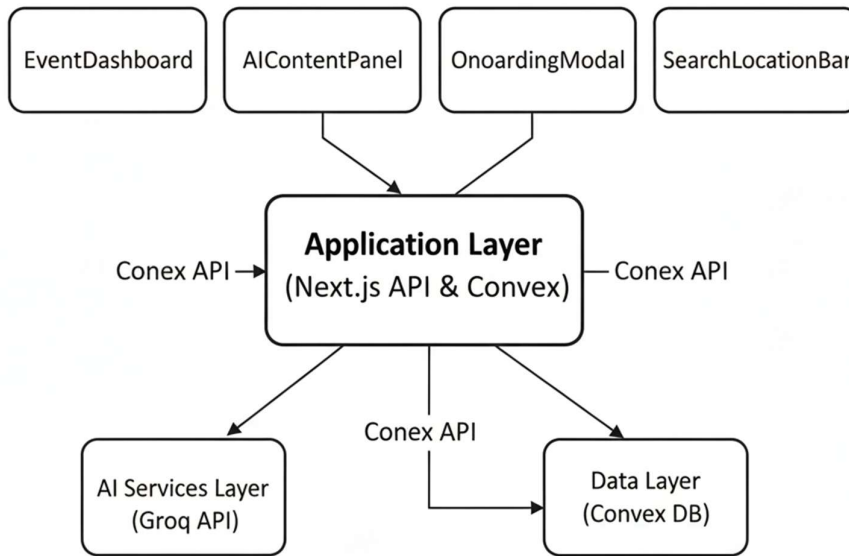 EventDashboard
AIContentPanel
OnoardingModal
SearchLocationBar
Application Layer
(Next.js API & Convex)
Conex API
Conex API
Conex API
AI Services Layer
(Groq API)
Data Layer
(Convex DB)